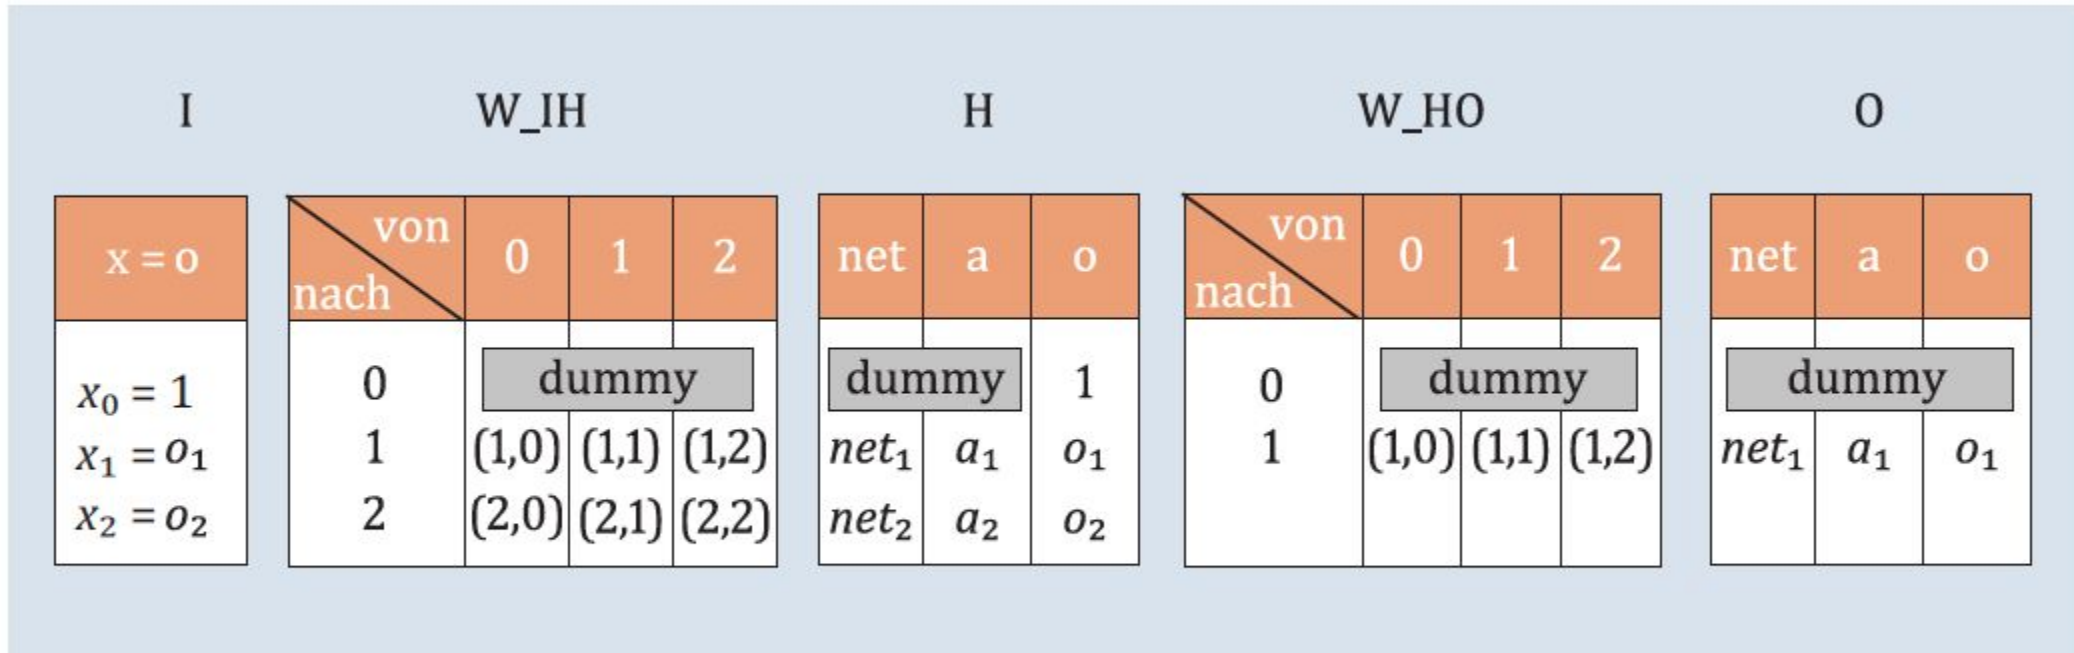 I W_IH H W_HO O
x = o
x₀ = 1
x₁ = o₁
x₂ = o₂
von 0 1 2
nach
0 dummy
1 (1,0) (1,1) (1,2)
2 (2,0) (2,1) (2,2)
net a o
dummy 1
net₁ a₁ o₁
net₂ a₂ o₂
von 0 1 2
nach
0 dummy
1 (1,0) (1,1) (1,2)
net a o
dummy
net₁ a₁ o₁